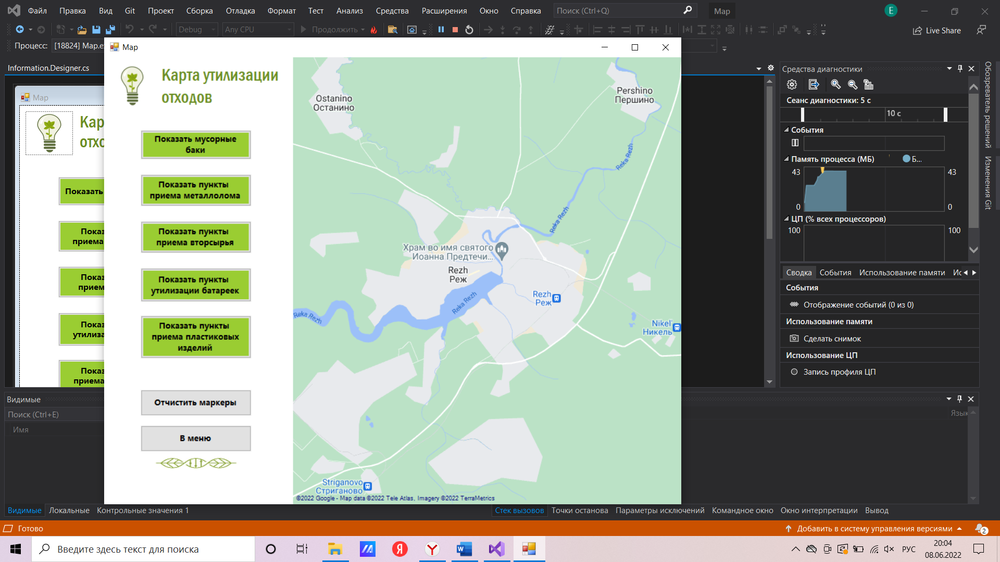 Файл Правка Вид Git Проект Сборка Отладка Формат Тест Анализ Средства Расширения Окно Справка Поиск (Ctrl+Q) Map E
Debug Any CPU Продолжить Live Share
Процесс: [18824] Map.e
Information.Designer.cs
Map
Кар
отхо
Показать
Показ
приема
Показ
прием
Показ
утилиза
Показ
приема
Map
Карта утилизации
отходов
Показать мусорные
баки
Показать пункты
приема металлолома
Показать пункты
приема вторсырья
Показать пункты
утилизации батареек
Показать пункты
приема пластиковых
изделий
Отчистить маркеры
В меню
Ostanino
Останино
Pershino
Першино
Reka Rezh
Reka Rezh
Храм во имя святого
Иоанна Предтечи...
Rezh
Реж
Rezh
Реж
Reka Rezh
Reka Rezh
Nikel'
Никель
Striganovo
Стриганово
©2022 Google - Map data ©2022 Tele Atlas, Imagery ©2022 TerraMetrics
Средства диагностики
Сеанс диагностики: 5 с
10 с
События
Память процесса (МБ) Б...
43 43
0 0
ЦП (% всех процессоров)
100 100
Сводка События Использование памяти Ис
События
Отображение событий (0 из 0)
Использование памяти
Сделать снимок
Использование ЦП
Запись профиля ЦП
Обозреватель решений
Изменения Git
Видимые
Поиск (Ctrl+E)
Имя
Язык
Видимые Локальные Контрольные значения 1
Стек вызовов Точки останова Параметры исключений Командное окно Окно интерпретации Вывод
Готово
Добавить в систему управления версиями 2
Введите здесь текст для поиска
РУС
20:04
08.06.2022